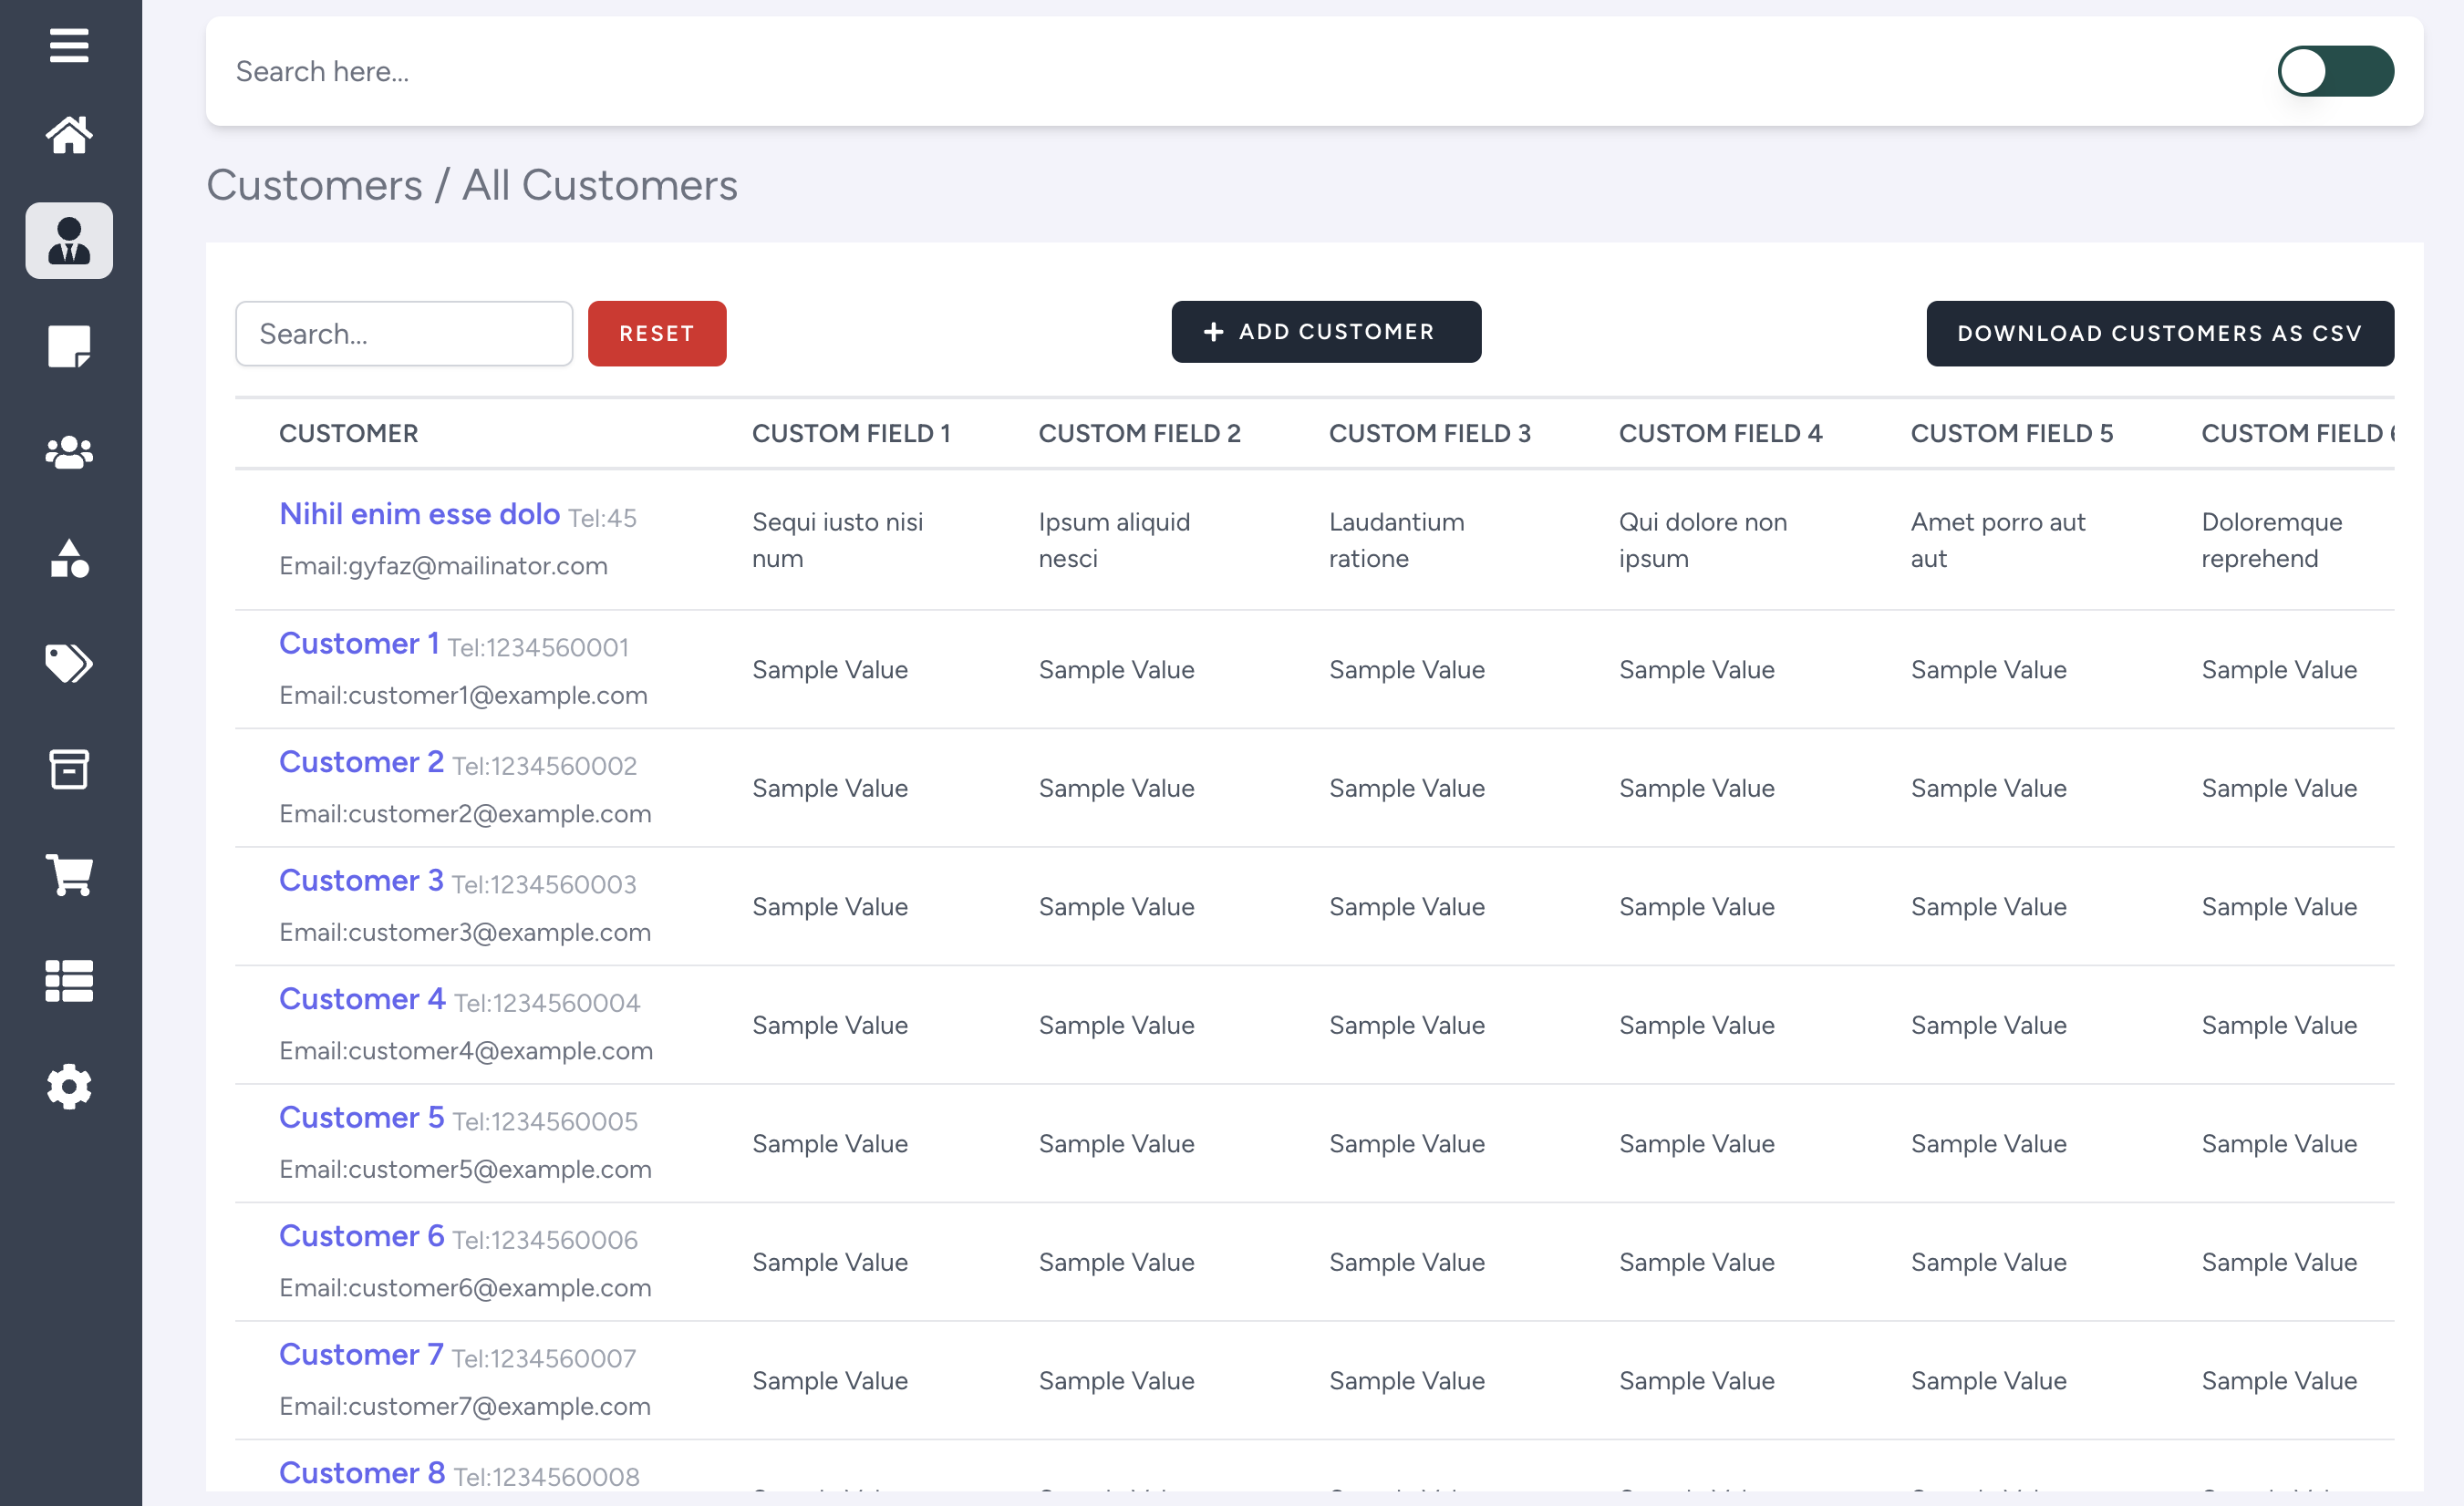 Search here...
Customers / All Customers
Search...
RESET
ADD CUSTOMER
DOWNLOAD CUSTOMERS AS CSV
CUSTOMER CUSTOM FIELD 1 CUSTOM FIELD 2 CUSTOM FIELD 3 CUSTOM FIELD 4 CUSTOM FIELD 5 CUSTOM FIELD 6
Nihil enim esse dolo Tel:45
Email:gyfaz@mailinator.com
Sequi iusto nisi
num
Ipsum aliquid
nesci
Laudantium
ratione
Qui dolore non
ipsum
Amet porro aut
aut
Doloremque
reprehend
Customer 1 Tel:1234560001
Email:customer1@example.com
Sample Value Sample Value Sample Value Sample Value Sample Value Sample Value
Customer 2 Tel:1234560002
Email:customer2@example.com
Sample Value Sample Value Sample Value Sample Value Sample Value Sample Value
Customer 3 Tel:1234560003
Email:customer3@example.com
Sample Value Sample Value Sample Value Sample Value Sample Value Sample Value
Customer 4 Tel:1234560004
Email:customer4@example.com
Sample Value Sample Value Sample Value Sample Value Sample Value Sample Value
Customer 5 Tel:1234560005
Email:customer5@example.com
Sample Value Sample Value Sample Value Sample Value Sample Value Sample Value
Customer 6 Tel:1234560006
Email:customer6@example.com
Sample Value Sample Value Sample Value Sample Value Sample Value Sample Value
Customer 7 Tel:1234560007
Email:customer7@example.com
Sample Value Sample Value Sample Value Sample Value Sample Value Sample Value
Customer 8 Tel:1234560008